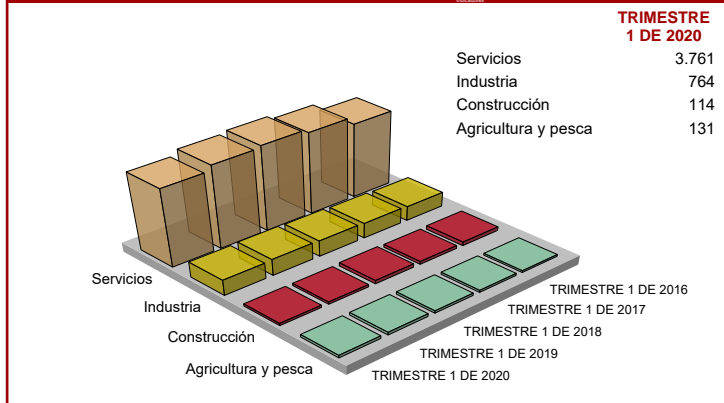 TRIMESTRE
1 DE 2020
Servicios 3.761
Industria 764
Construcción 114
Agricultura y pesca 131
Servicios
Industria
Construcción
Agricultura y pesca
TRIMESTRE 1 DE 2016
TRIMESTRE 1 DE 2017
TRIMESTRE 1 DE 2018
TRIMESTRE 1 DE 2019
TRIMESTRE 1 DE 2020